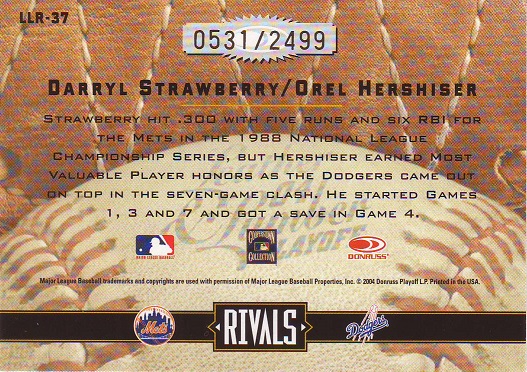 LLR-37
0531/2499
DARRYL STRAWBERRY/OREL HERSHISER
STRAWBERRY HIT .300 WITH FIVE RUNS AND SIX RBI FOR
THE METS IN THE 1988 NATIONAL LEAGUE
CHAMPIONSHIP SERIES, BUT HERSHISER EARNED MOST
VALUABLE PLAYER HONORS AS THE DODGERS CAME OUT
ON TOP IN THE SEVEN-GAME CLASH. HE STARTED GAMES
1, 3 AND 7 AND GOT A SAVE IN GAME 4.
PLAYOFF
COOPERSTOWN
COLLECTION
MAJOR LEAGUE BASEBALL
DONRUSS
Major League Baseball trademarks and copyrights are used with permission of Major League Baseball Properties, Inc. © 2004 Donruss Playoff L.P. Printed in the USA.
Mets
RIVALS
Dodgers